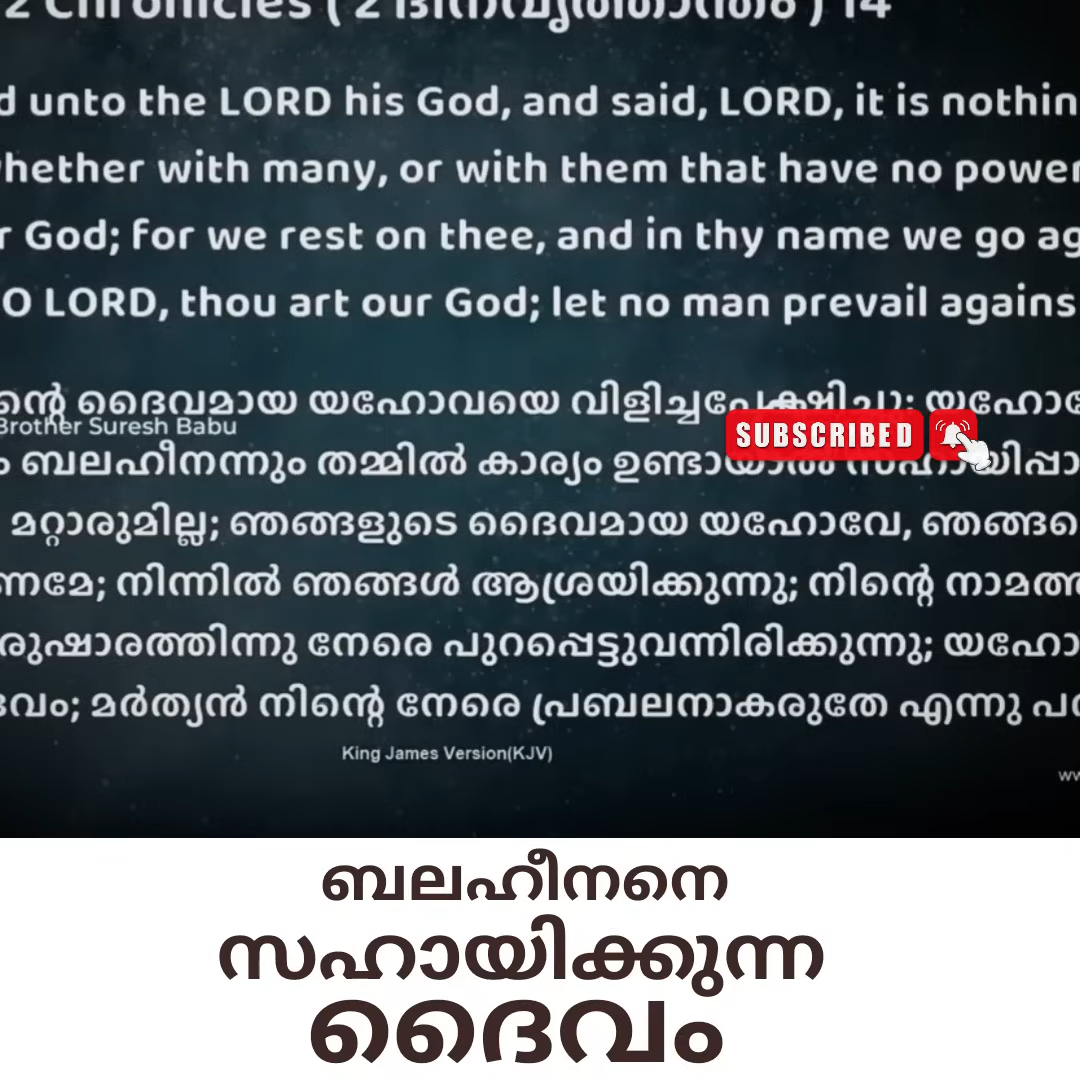 2 Chronicles ( 2 ദിനവൃത്താന്തം ) 14
d unto the LORD his God, and said, LORD, it is nothin
hether with many, or with them that have no power
r God; for we rest on thee, and in thy name we go ag
O LORD, thou art our God; let no man prevail agains
ന്റെ ദൈവമായ യഹോവയെ വിളിച്ചപേക്ഷിച്ചു: യഹോ
Brother Suresh Babu
SUBSCRIBED
ബലഹീനന്നും തമ്മിൽ കാര്യം ഉണ്ടായാൽ സഹായിപ്പാ
മറ്റാരുമില്ല; ഞങ്ങളുടെ ദൈവമായ യഹോവേ, ഞങ്ങ
ണമേ; നിന്നിൽ ഞങ്ങൾ ആശ്രയിക്കുന്നു; നിന്റെ നാമത്
രുഷാരത്തിന്നു നേരെ പുറപ്പെട്ടുവന്നിരിക്കുന്നു; യഹോ
വം; മർത്യൻ നിന്റെ നേരെ പ്രബലനാകരുതേ എന്നു പ
King James Version(KJV)
ww
ബലഹീനനെ
സഹായിക്കുന്ന
ദൈവം